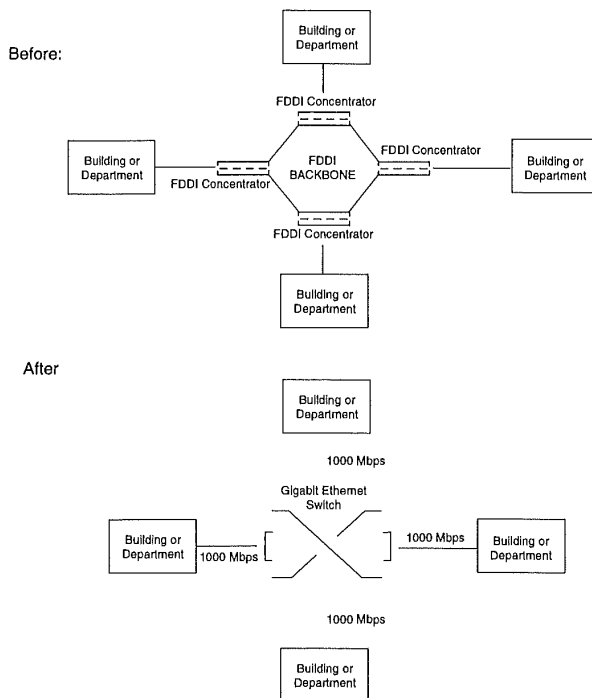 Before:
Building or
Department
FDDI Concentrator
FDDI Concentrator
Building or
Department
FDDI
BACKBONE
Building or
Department
FDDI Concentrator
FDDI Concentrator
Building or
Department
After
Building or
Department
1000 Mbps
Gigabit Ethernet
Switch
Building or
Department
1000 Mbps
1000 Mbps
Building or
Department
1000 Mbps
Building or
Department